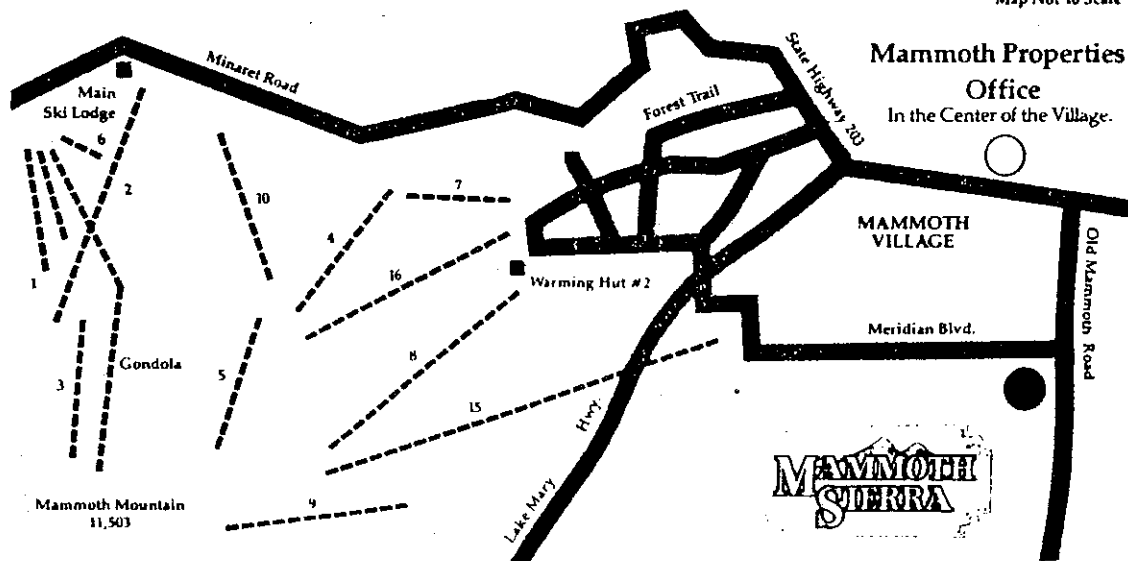 Map Not to Scale
Mammoth Properties
Office
In the Center of the Village.
Minaret Road
State Highway 203
Main
Ski Lodge
Forest Trail
6
2
10
7
4
16
1
MAMMOTH
VILLAGE
Old Mammoth Road
Warming Hut #2
Meridian Blvd.
Gondola
3
5
8
15
Lake Mary Hwy.
MAMMOTH
SIERRA
Mammoth Mountain
11,503
9